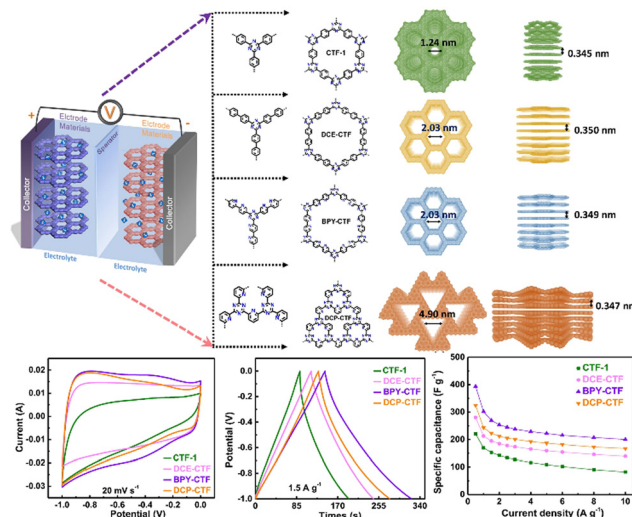 CTF-1
1.24 nm
0.345 nm
+
V
-
Elctrode
Materials
Elctrode
Materials
Separator
Collector
Collector
Electrolyte
Electrolyte
DCE-CTF
2.03 nm
0.350 nm
BPY-CTF
2.03 nm
0.349 nm
DCP-CTF
4.90 nm
0.347 nm
Current (A)
0.02
0.01
0.00
-0.01
-0.02
-0.03
CTF-1
DCE-CTF
BPY-CTF
DCP-CTF
20 mV s⁻¹
-1.0 -0.8 -0.6 -0.4 -0.2 0.0
Potential (V)
Potential (V)
0.0
-0.2
-0.4
-0.6
-0.8
-1.0
CTF-1
DCE-CTF
BPY-CTF
DCP-CTF
1.5 A g⁻¹
0 85 170 255 340
Times (s)
Specific capacitance (F g⁻¹)
500
400
300
200
100
0
CTF-1
DCE-CTF
BPY-CTF
DCP-CTF
0 2 4 6 8 10
Current density (A g⁻¹)